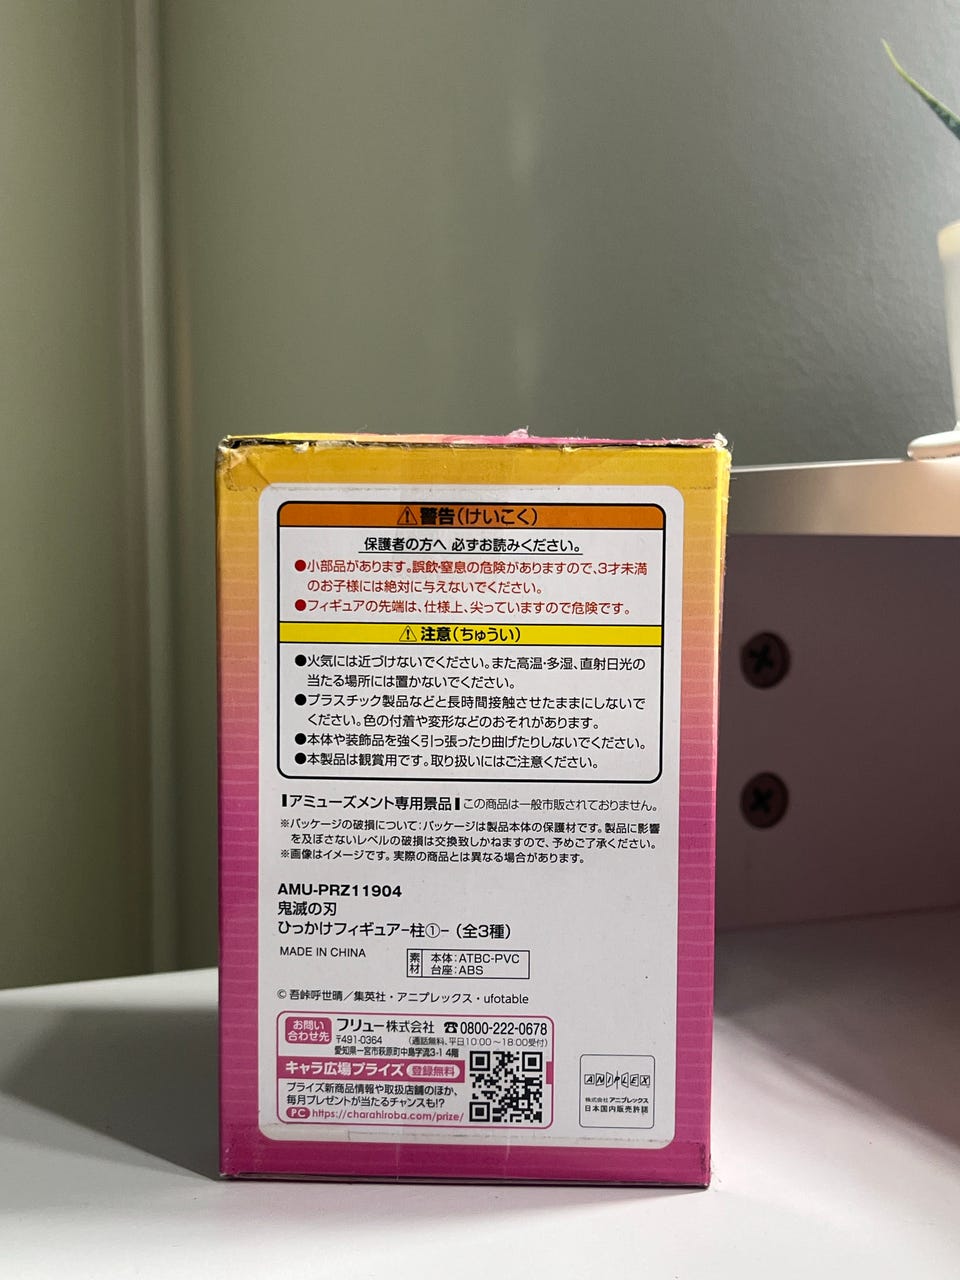 ⚠警告(けいこく)
保護者の方へ 必ずお読みください。
●小部品があります。誤飲・窒息の危険がありますので、3才未満
のお子様には絶対に与えないでください。
●フィギュアの先端は、仕様上、尖っていますので危険です。
⚠注意(ちゅうい)
●火気には近づけないでください。また高温・多湿、直射日光の
当たる場所には置かないでください。
●プラスチック製品などと長時間接触させたままにしないで
ください。色の付着や変形などのおそれがあります。
●本体や装飾品を強く引っ張ったり曲げたりしないでください。
●本製品は観賞用です。取り扱いにはご注意ください。
┃アミューズメント専用景品┃この商品は一般市販されておりません。
※パッケージの破損について：パッケージは製品本体の保護材です。製品に影響
を及ぼさないレベルの破損は交換致しかねますので、予めご了承ください。
※画像はイメージです。実際の商品とは異なる場合があります。
AMU-PRZ11904
鬼滅の刃
ひっかけフィギュア-柱①-（全3種）
MADE IN CHINA
素材 本体：ATBC-PVC
台座：ABS
© 吾峠呼世晴／集英社・アニプレックス・ufotable
お問い合わせ先 フリュー株式会社 ☎0800-222-0678
〒491-0364 (通話無料、平日10:00～18:00受付)
愛知県一宮市萩原町中島字流3-1 4階
キャラ広場プライズ 登録無料
プライズ新商品情報や取扱店舗のほか、
毎月プレゼントが当たるチャンスも!?
PC https://charahiroba.com/prize/
ANIPLEX
株式会社アニプレックス
日本国内販売許諾